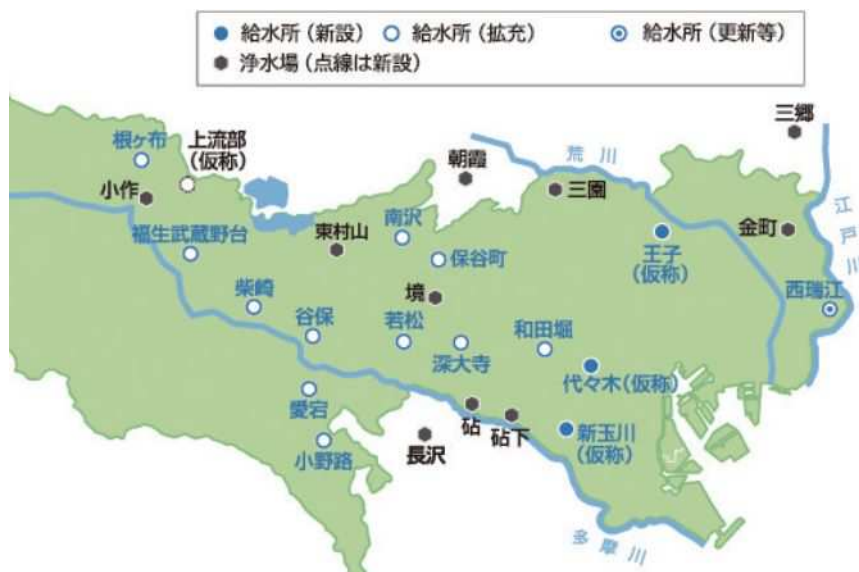 給水所（新設） 給水所（拡充） 給水所（更新等）
浄水場（点線は新設）
三郷
根ヶ布
上流部
（仮称）
朝霞
荒川
小作
三園
江戸川
福生武蔵野台
東村山
南沢
金町
王子
（仮称）
保谷町
柴崎
境
西瑞江
谷保
若松
和田堀
深大寺
代々木（仮称）
愛宕
砧
砧下
新玉川
（仮称）
小野路
長沢
多摩川